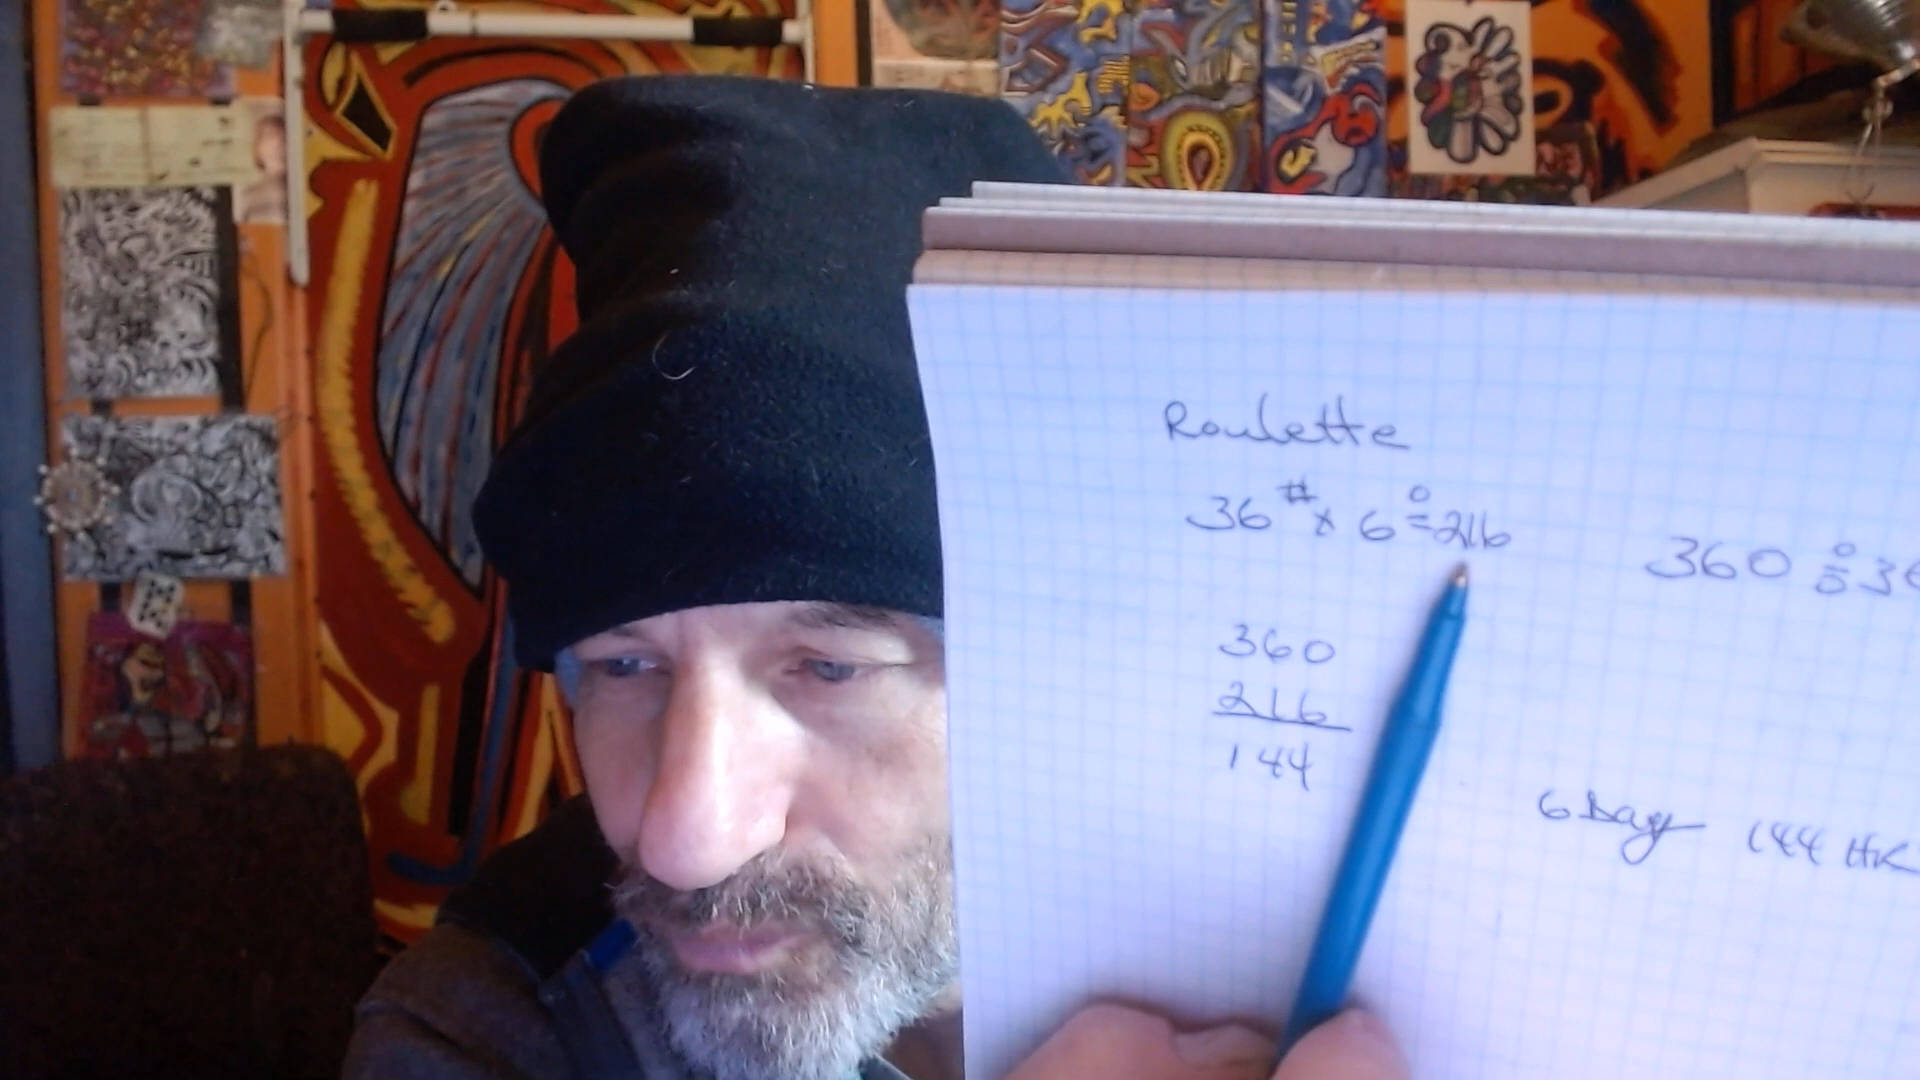 Roulette
36 # x 6° = 216
360 ÷ 36
360
216
144
6 Day 144 HR